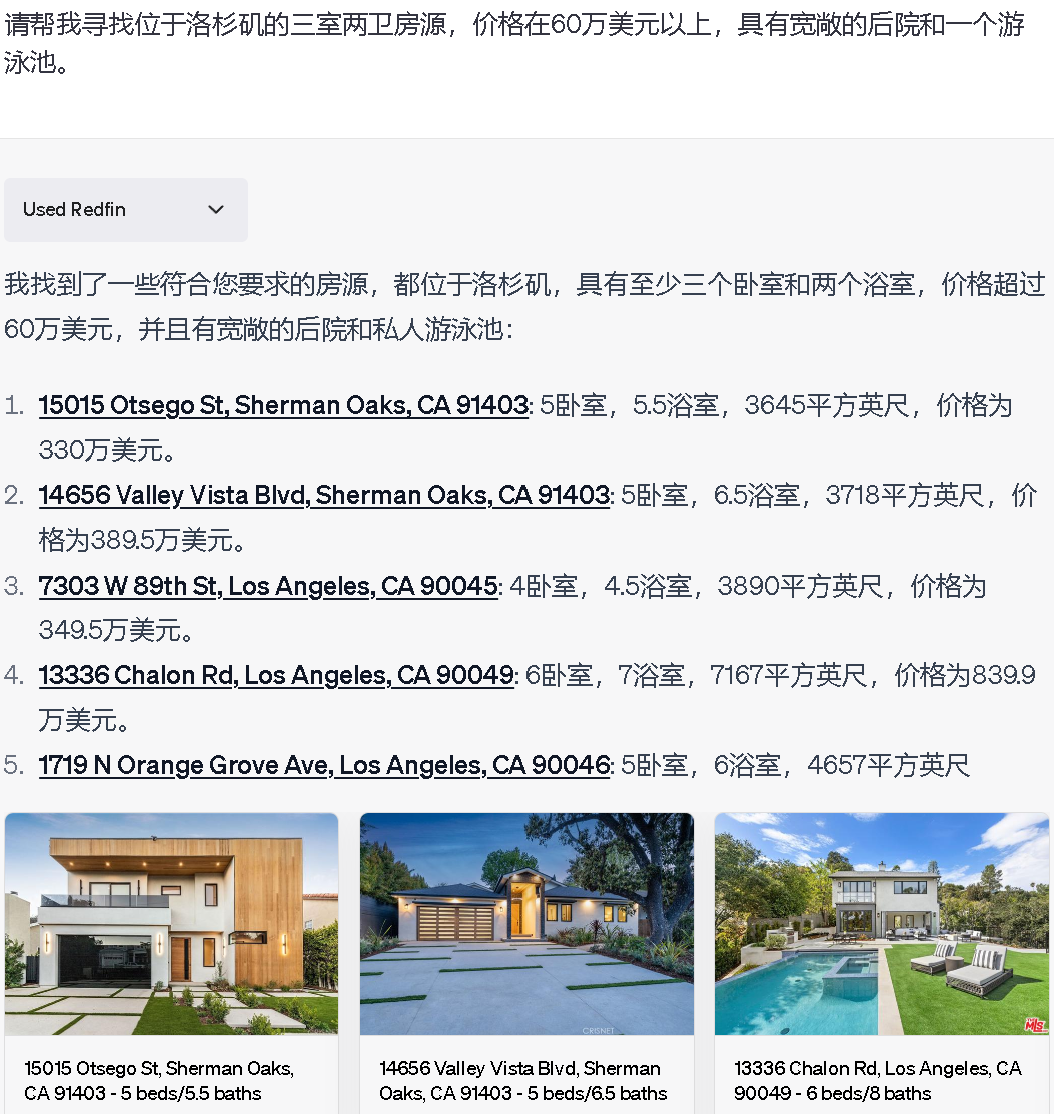 请帮我寻找位于洛杉矶的三室两卫房源，价格在60万美元以上，具有宽敞的后院和一个游
泳池。
Used Redfin
我找到了一些符合您要求的房源，都位于洛杉矶，具有至少三个卧室和两个浴室，价格超过
60万美元，并且有宽敞的后院和私人游泳池：
1. 15015 Otsego St, Sherman Oaks, CA 91403: 5卧室，5.5浴室，3645平方英尺，价格为
330万美元。
2. 14656 Valley Vista Blvd, Sherman Oaks, CA 91403: 5卧室，6.5浴室，3718平方英尺，价
格为389.5万美元。
3. 7303 W 89th St, Los Angeles, CA 90045: 4卧室，4.5浴室，3890平方英尺，价格为
349.5万美元。
4. 13336 Chalon Rd, Los Angeles, CA 90049: 6卧室，7浴室，7167平方英尺，价格为839.9
万美元。
5. 1719 N Orange Grove Ave, Los Angeles, CA 90046: 5卧室，6浴室，4657平方英尺
CRISNET
MLS
15015 Otsego St, Sherman Oaks,
CA 91403 - 5 beds/5.5 baths
14656 Valley Vista Blvd, Sherman
Oaks, CA 91403 - 5 beds/6.5 baths
13336 Chalon Rd, Los Angeles, CA
90049 - 6 beds/8 baths